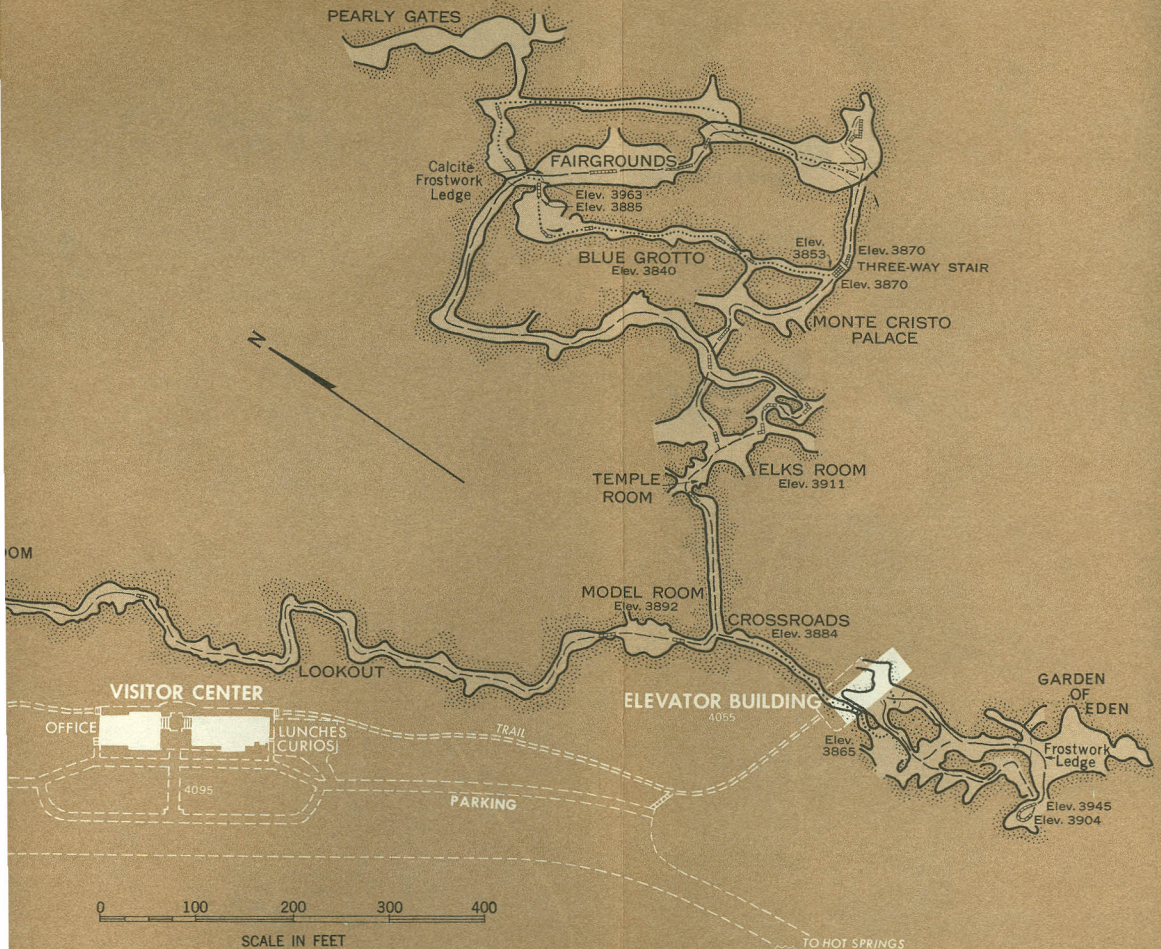 PEARLY GATES
Calcite
Frostwork
Ledge
FAIRGROUNDS
Elev. 3963
Elev. 3885
BLUE GROTTO
Elev. 3840
Elev.
3853
Elev. 3870
THREE-WAY STAIR
Elev. 3870
MONTE CRISTO
PALACE
N
ELKS ROOM
Elev. 3911
TEMPLE
ROOM
OOM
MODEL ROOM
Elev. 3892
CROSSROADS
Elev. 3884
LOOKOUT
VISITOR CENTER
OFFICE
LUNCHES
CURIOS
4095
TRAIL
PARKING
ELEVATOR BUILDING
4055
Elev.
3865
GARDEN
OF
EDEN
Frostwork
Ledge
Elev. 3945
Elev. 3904
0 100 200 300 400
SCALE IN FEET
TO HOT SPRINGS